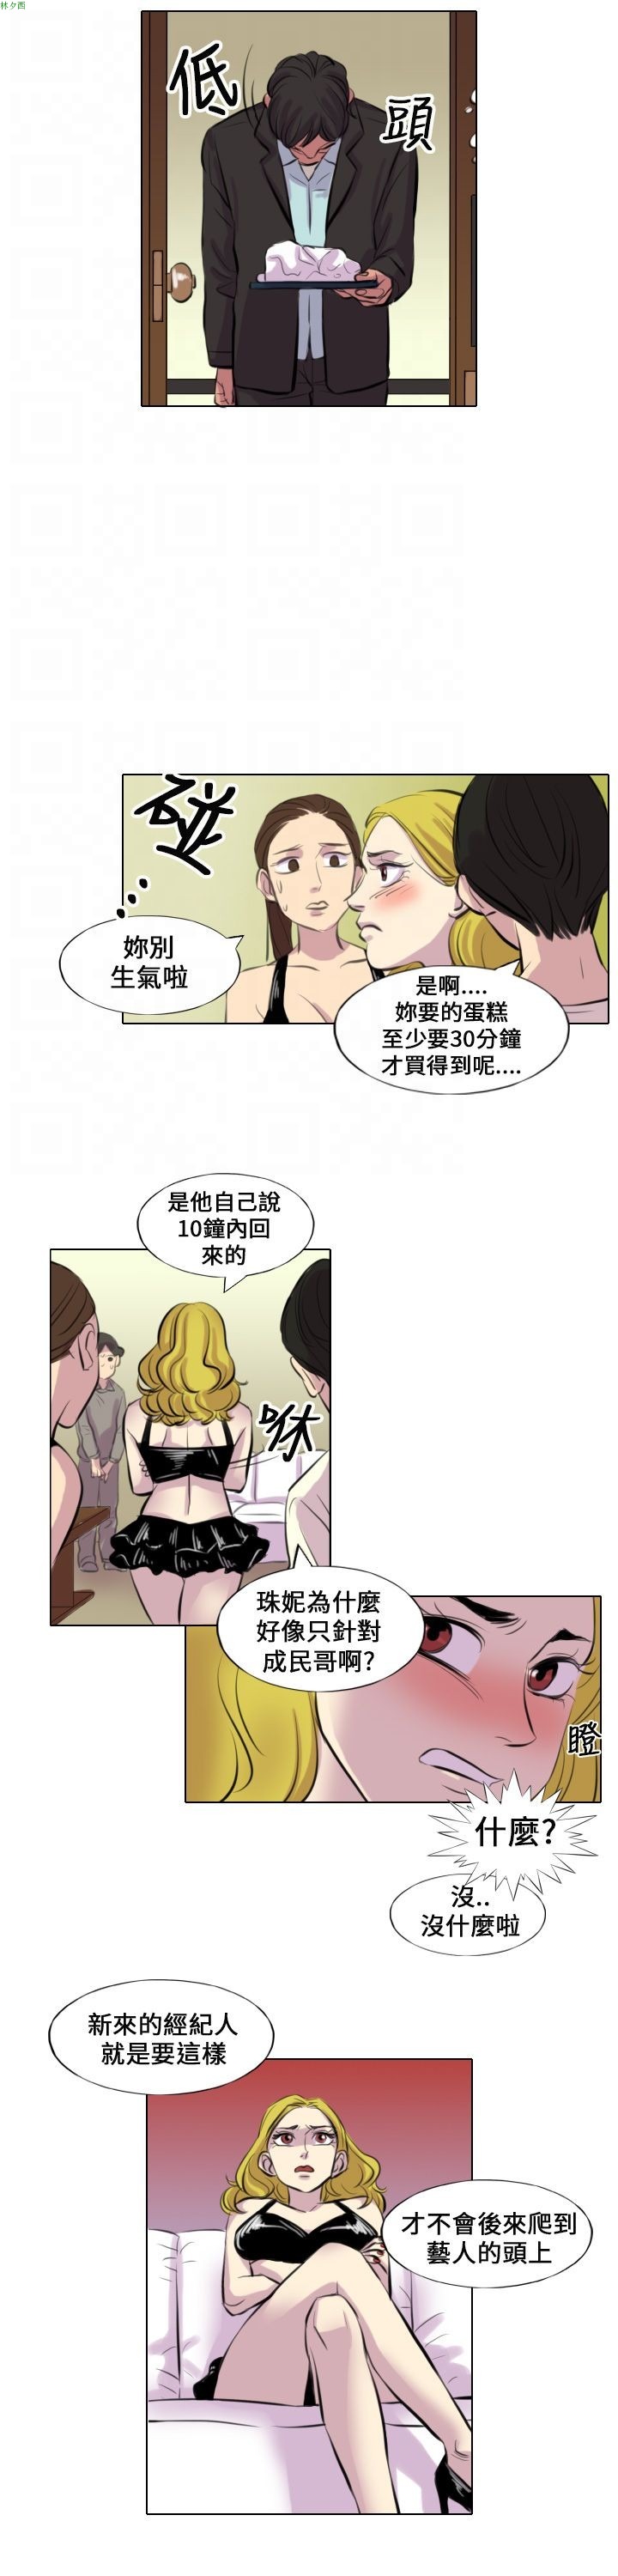 林夕西
低
頭
碰
...
妳別
生氣啦
是啊....
妳要的蛋糕
至少要30分鐘
才買得到呢....
是他自己說
10鐘內回
來的
咻
珠妮為什麼
好像只針對
成民哥啊?
瞪
什麼?
沒..
沒什麼啦
新來的經紀人
就是要這樣
才不會後來爬到
藝人的頭上